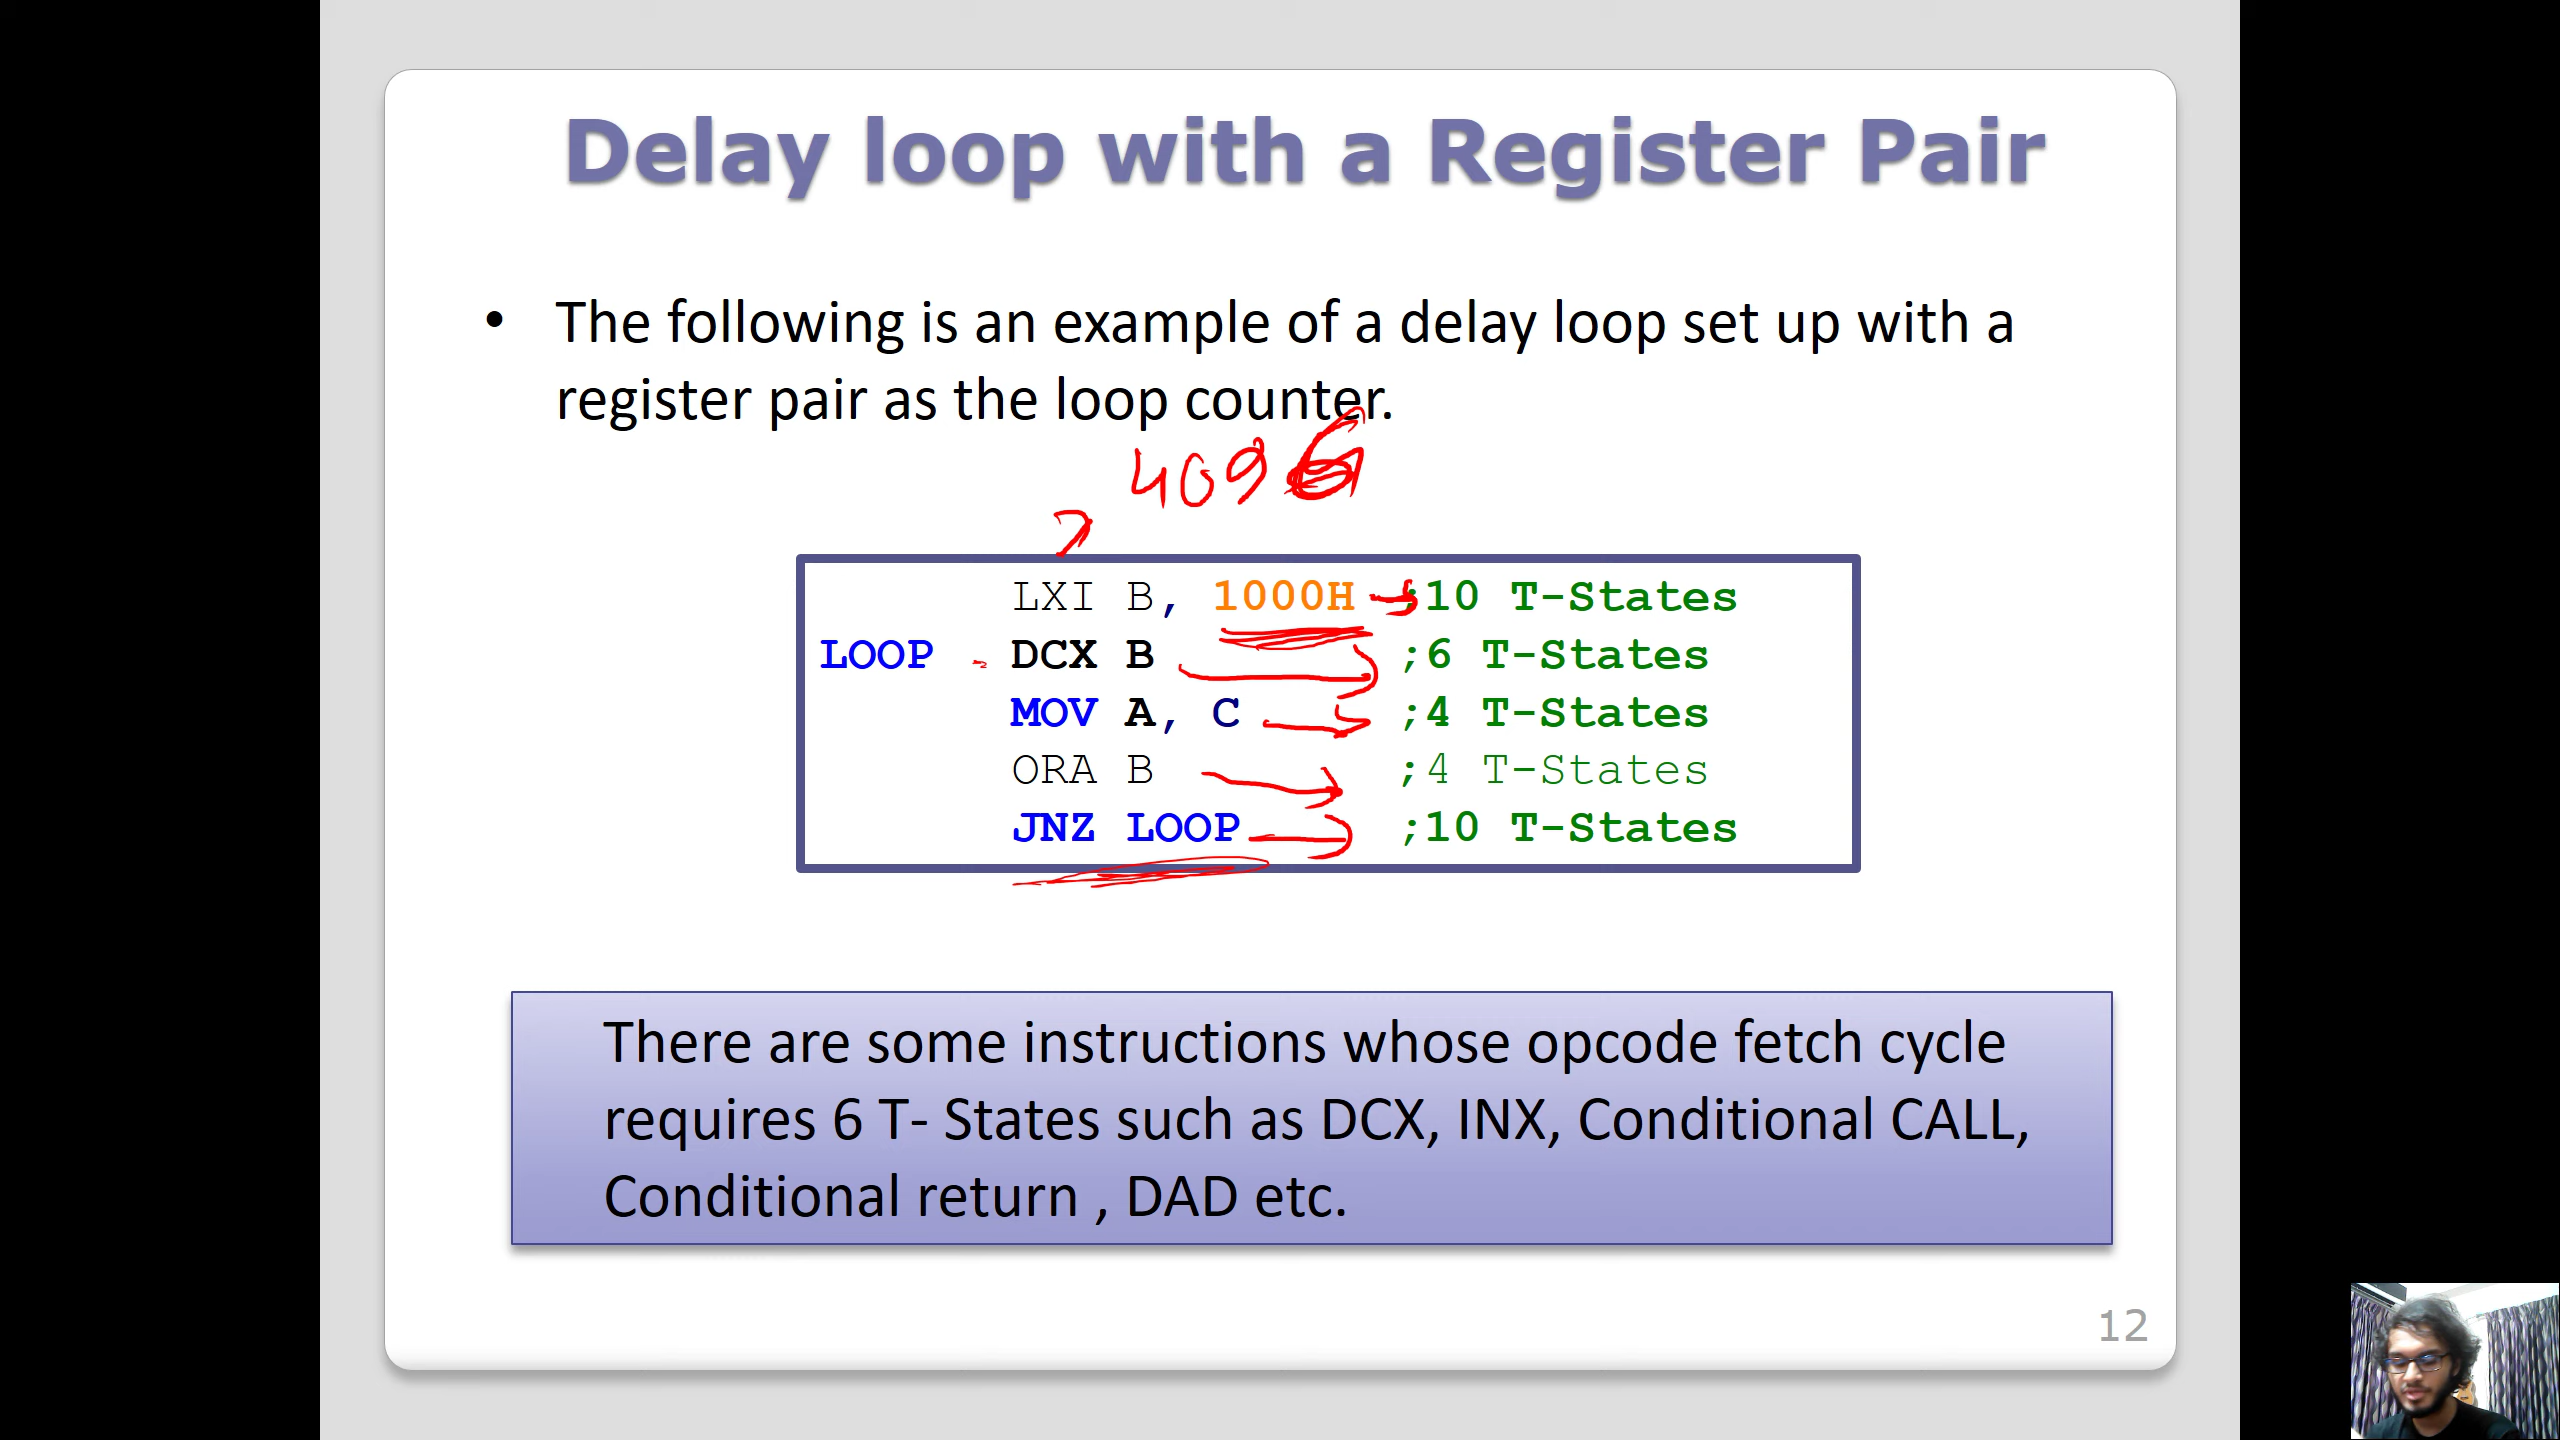 Delay loop with a Register Pair
• The following is an example of a delay loop set up with a
register pair as the loop counter.
4096
LXI B, 1000H ;10 T-States
LOOP DCX B ;6 T-States
MOV A, C ;4 T-States
ORA B ;4 T-States
JNZ LOOP ;10 T-States
There are some instructions whose opcode fetch cycle
requires 6 T- States such as DCX, INX, Conditional CALL,
Conditional return , DAD etc.
12